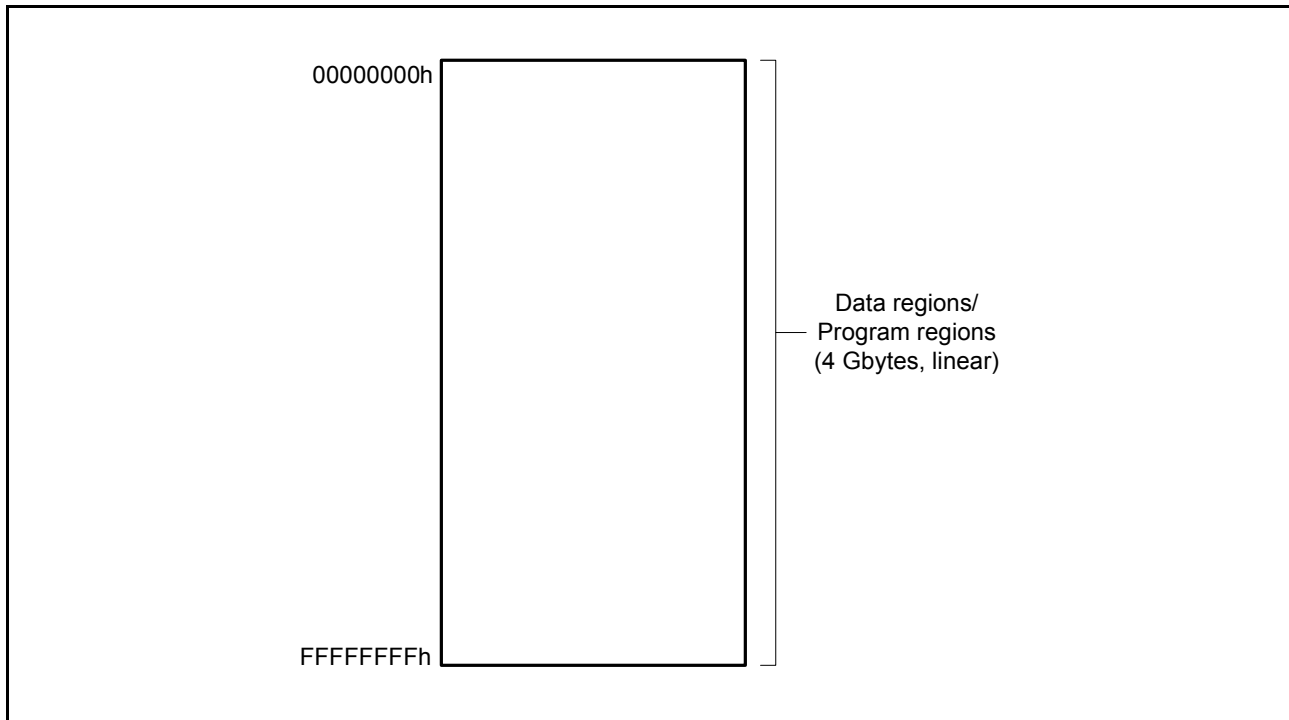 00000000h
Data regions/
Program regions
(4 Gbytes, linear)
FFFFFFFFh